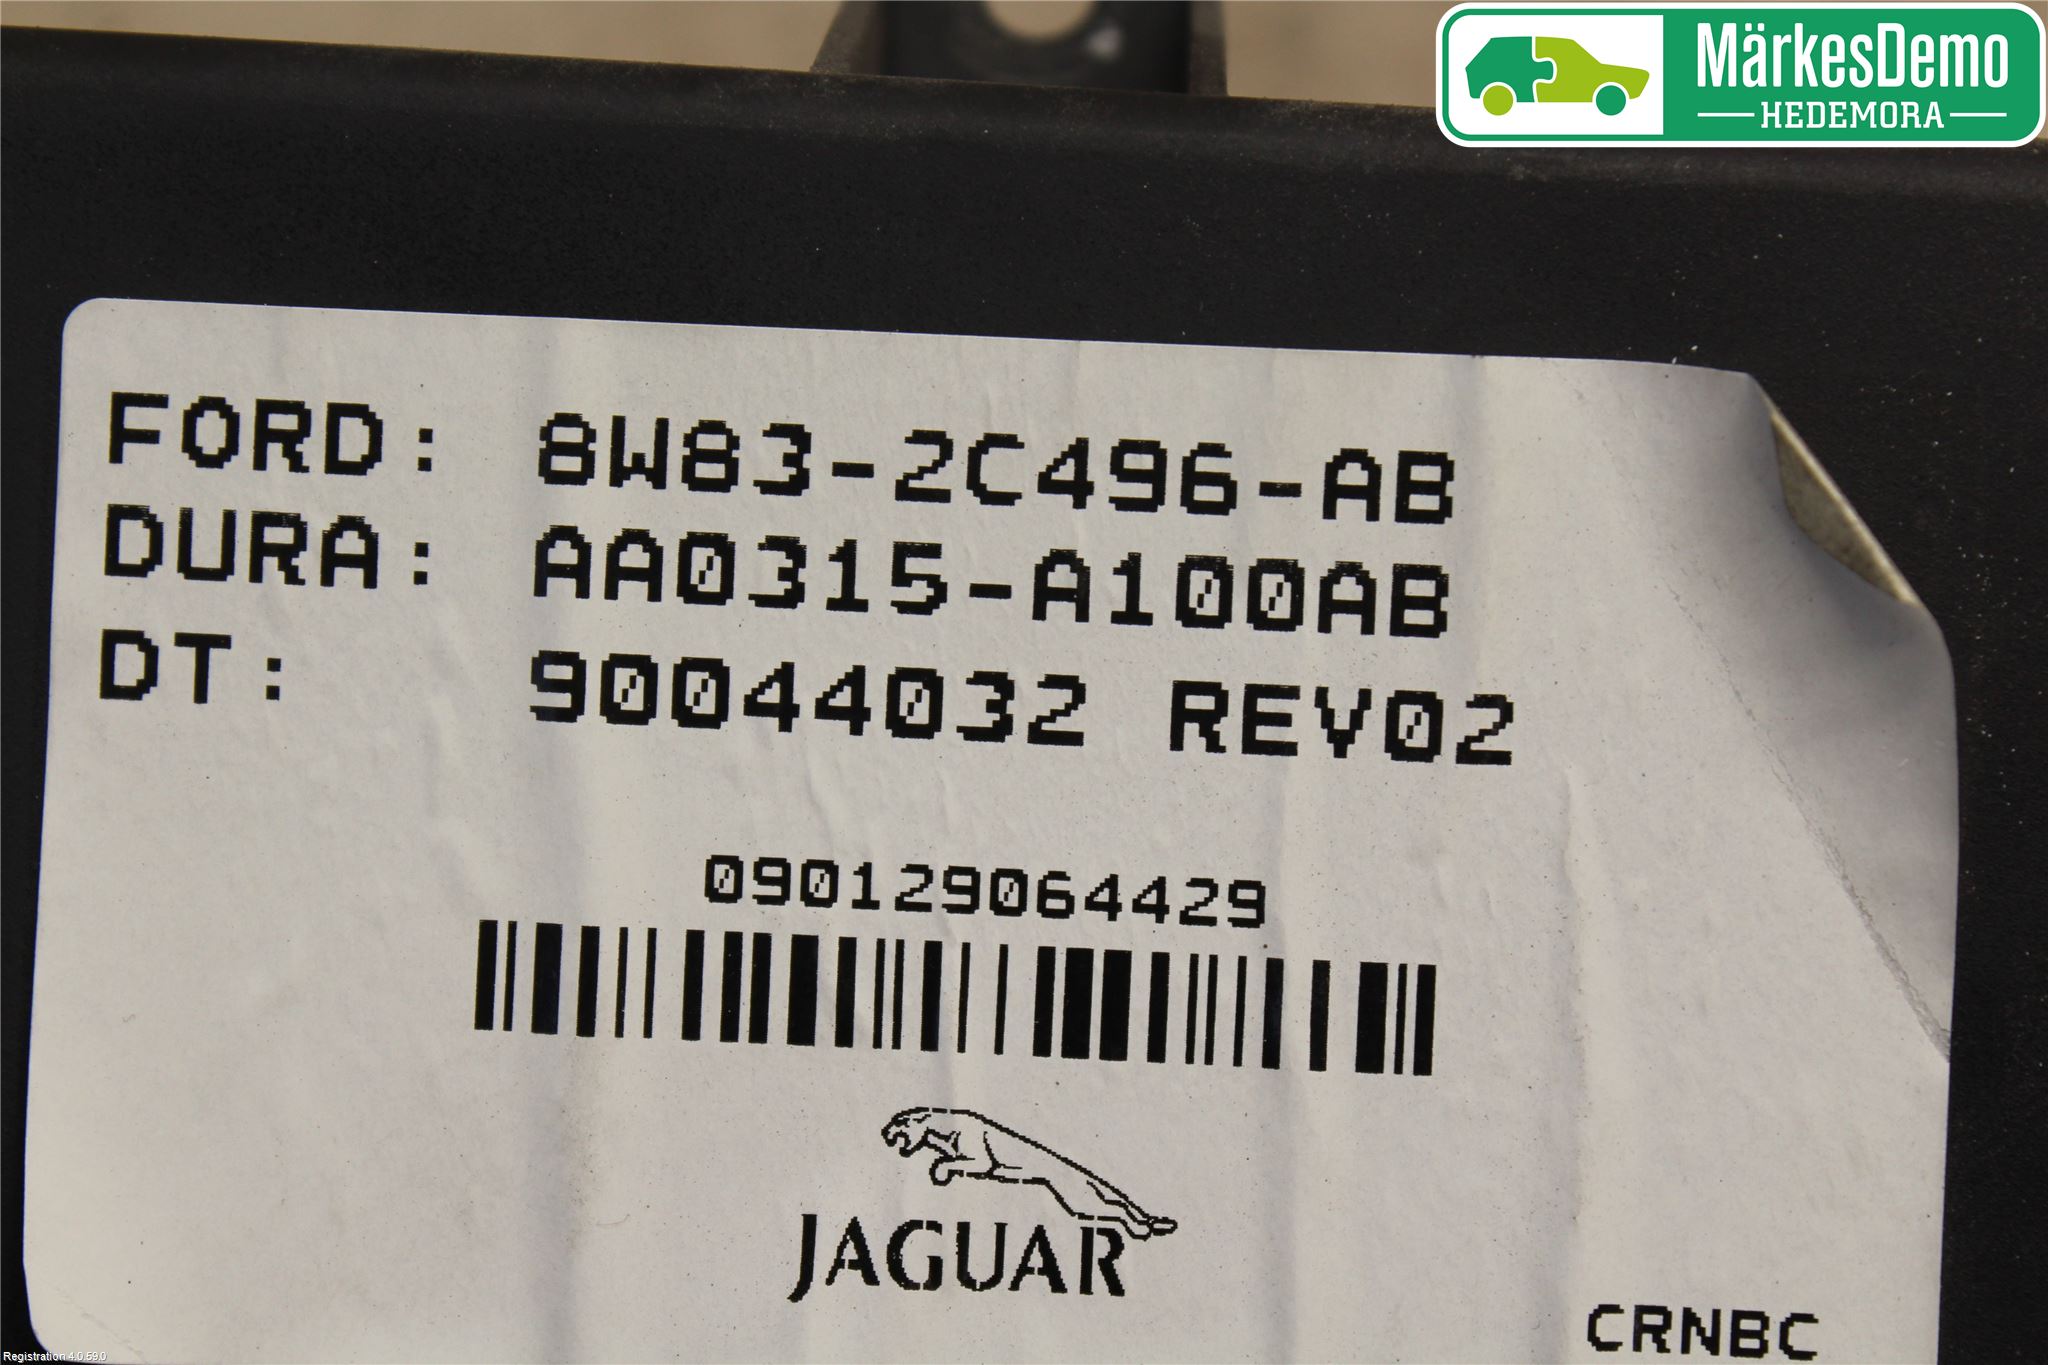 MärkesDemo
HEDEMORA
FORD: 8W83-2C496-AB
DURA: AA0315-A100AB
DT: 90044032 REV02
090129064429
JAGUAR
CRNBC
Registration 4.0.59.0